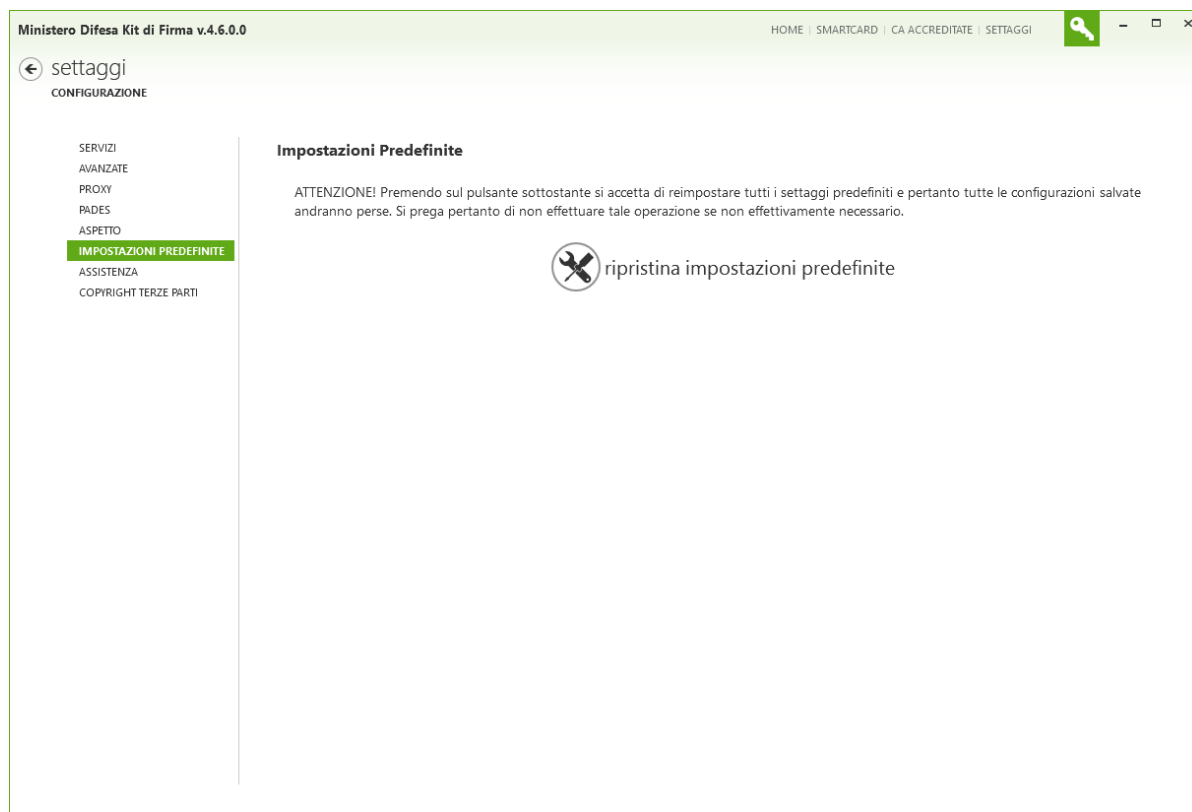 Ministero Difesa Kit di Firma v.4.6.0.0
HOME | SMARTCARD | CA ACCREDITATE | SETTAGGI
settaggi
CONFIGURAZIONE
SERVIZI
AVANZATE
PROXY
PADES
ASPETTO
IMPOSTAZIONI PREDEFINITE
ASSISTENZA
COPYRIGHT TERZE PARTI
Impostazioni Predefinite
ATTENZIONE! Premendo sul pulsante sottostante si accetta di reimpostare tutti i settaggi predefiniti e pertanto tutte le configurazioni salvate
andranno perse. Si prega pertanto di non effettuare tale operazione se non effettivamente necessario.
ripristina impostazioni predefinite